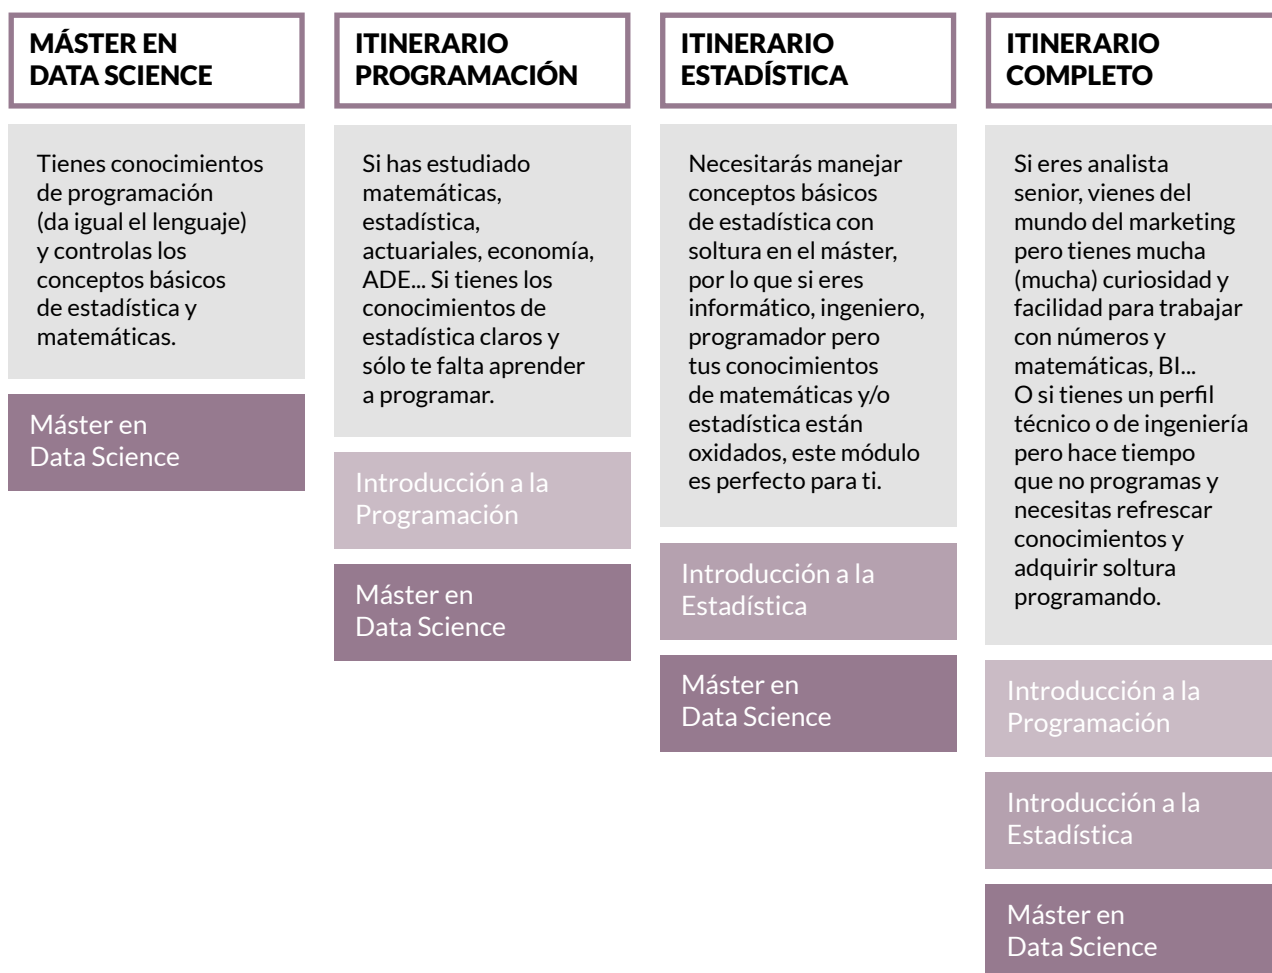 MÁSTER EN
DATA SCIENCE
Tienes conocimientos
de programación
(da igual el lenguaje)
y controlas los
conceptos básicos
de estadística y
matemáticas.
Máster en
Data Science
ITINERARIO
PROGRAMACIÓN
Si has estudiado
matemáticas,
estadística,
actuariales, economía,
ADE... Si tienes los
conocimientos de
estadística claros y
sólo te falta aprender
a programar.
Introducción a la
Programación
Máster en
Data Science
ITINERARIO
ESTADÍSTICA
Necesitarás manejar
conceptos básicos
de estadística con
soltura en el máster,
por lo que si eres
informático, ingeniero,
programador pero
tus conocimientos
de matemáticas y/o
estadística están
oxidados, este módulo
es perfecto para ti.
Introducción a la
Estadística
Máster en
Data Science
ITINERARIO
COMPLETO
Si eres analista
senior, vienes del
mundo del marketing
pero tienes mucha
(mucha) curiosidad y
facilidad para trabajar
con números y
matemáticas, BI...
O si tienes un perfil
técnico o de ingeniería
pero hace tiempo
que no programas y
necesitas refrescar
conocimientos y
adquirir soltura
programando.
Introducción a la
Programación
Introducción a la
Estadística
Máster en
Data Science